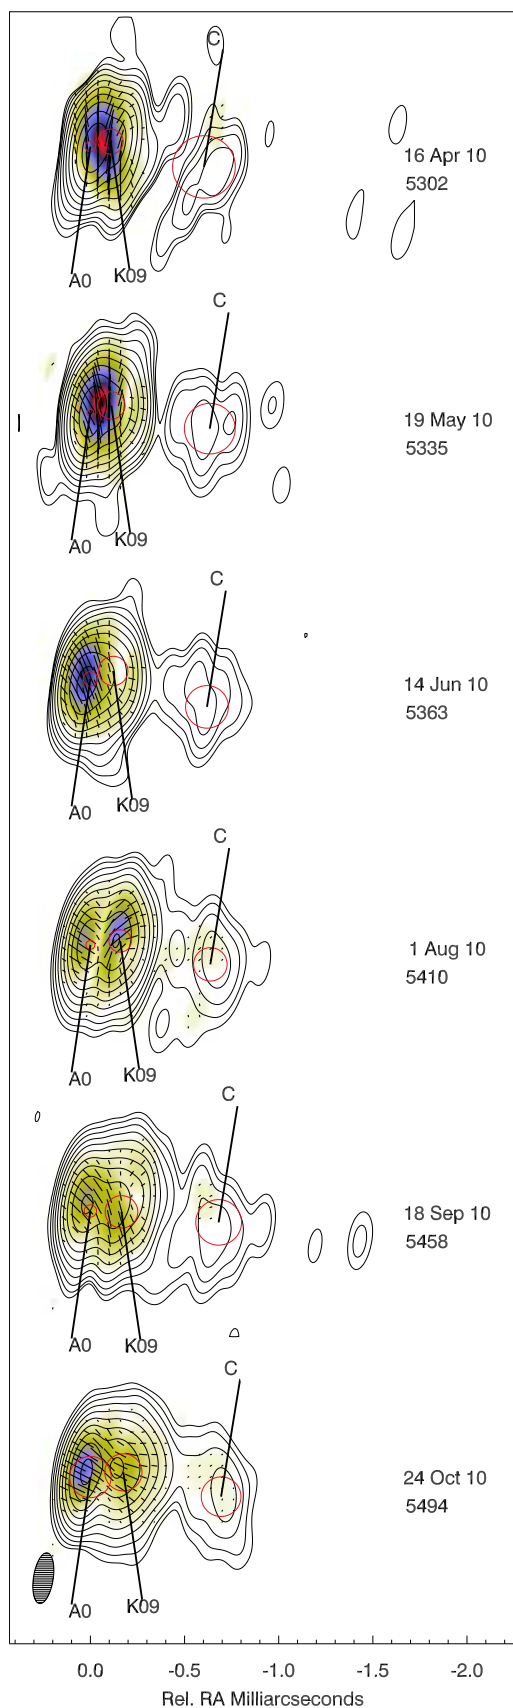 C
16 Apr 10
5302
A0 K09
C
19 May 10
5335
A0 K09
C
14 Jun 10
5363
A0 K09
C
1 Aug 10
5410
A0 K09
C
18 Sep 10
5458
A0 K09
C
24 Oct 10
5494
A0 K09
0.0 -0.5 -1.0 -1.5 -2.0
Rel. RA Milliarcseconds